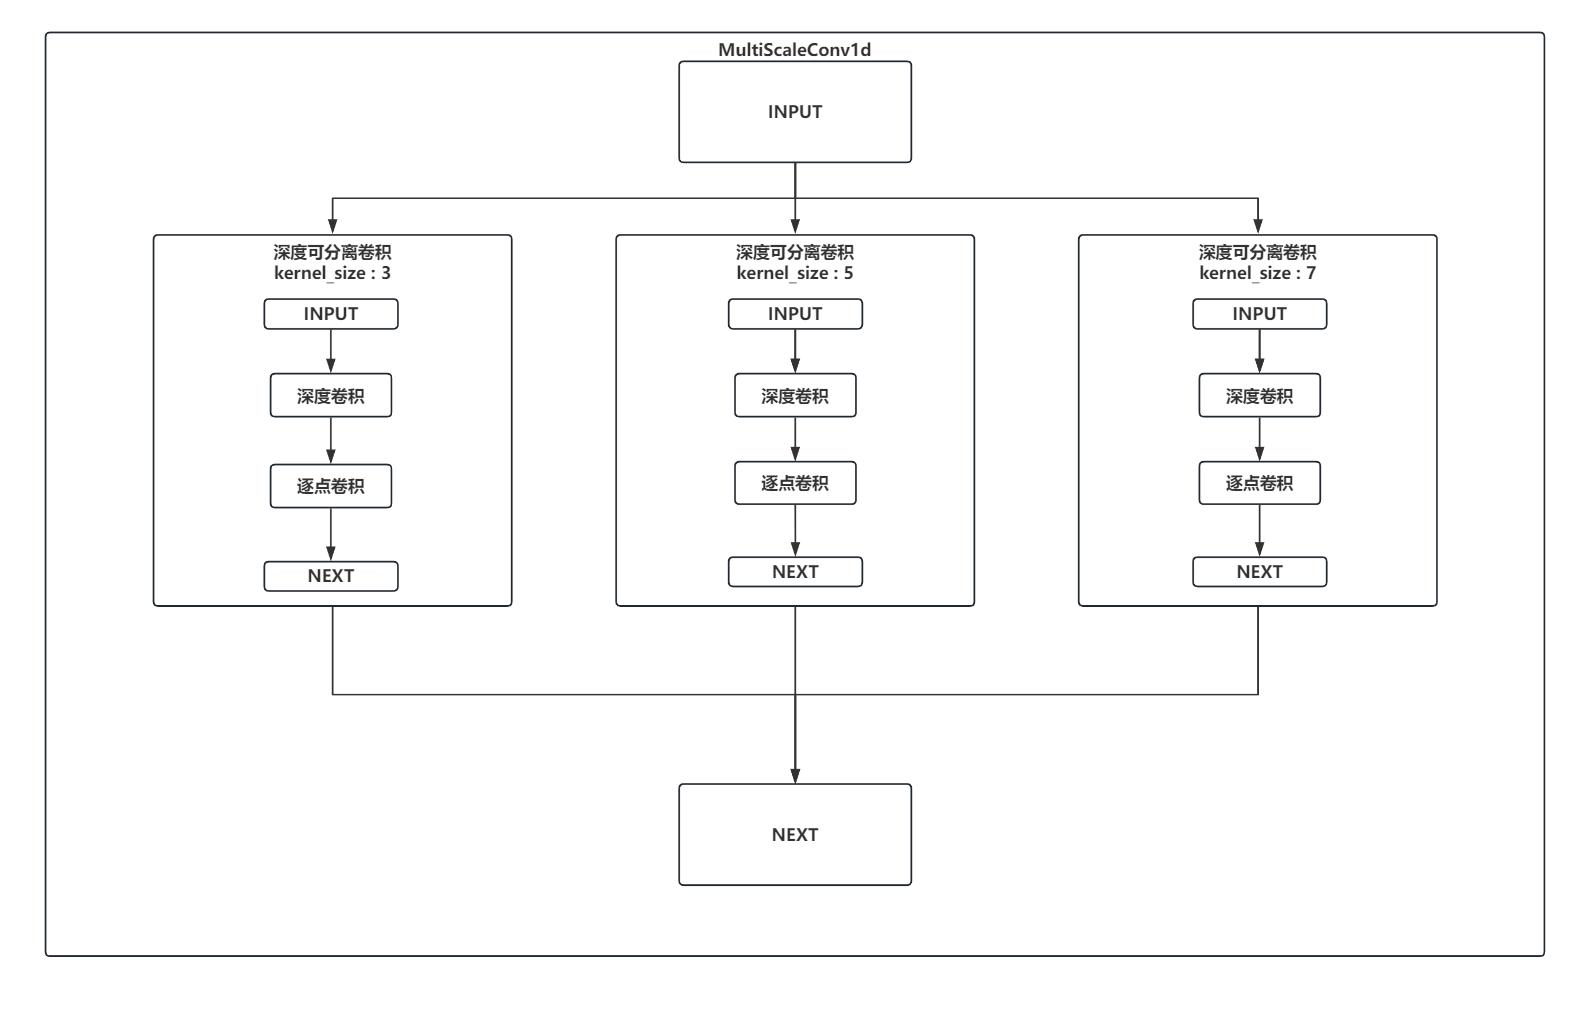 MultiScaleConv1d
INPUT
深度可分离卷积
kernel_size : 3
INPUT
深度卷积
逐点卷积
NEXT
深度可分离卷积
kernel_size : 5
INPUT
深度卷积
逐点卷积
NEXT
深度可分离卷积
kernel_size : 7
INPUT
深度卷积
逐点卷积
NEXT
NEXT